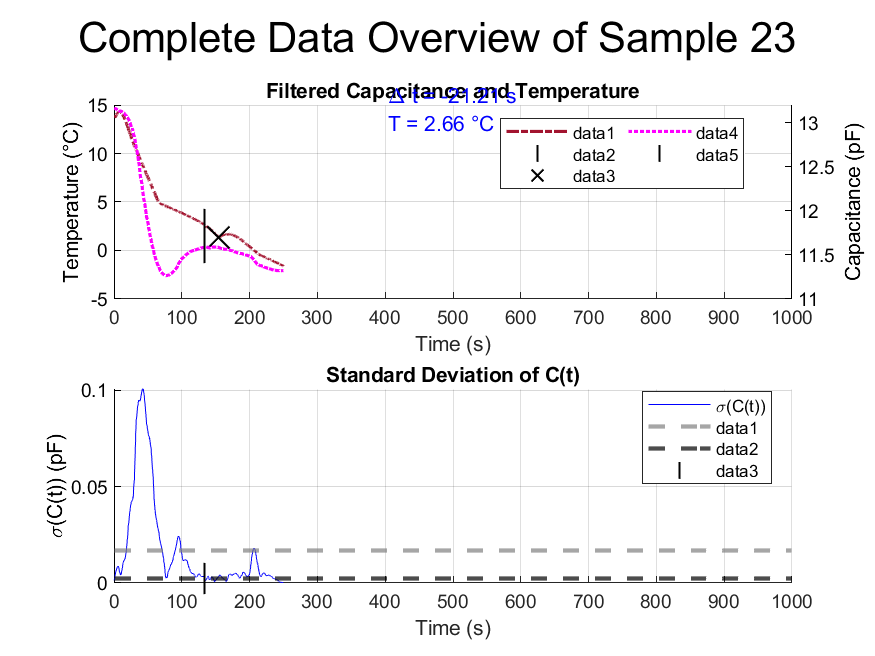 Complete Data Overview of Sample 23
Filtered Capacitance and Temperature
Δ t = -21.21 s
T = 2.66 °C
data1
data2
data3
data4
data5
15
10
5
0
-5
Temperature (°C)
13
12.5
12
11.5
11
Capacitance (pF)
0 100 200 300 400 500 600 700 800 900 1000
Time (s)
Standard Deviation of C(t)
σ(C(t))
data1
data2
data3
0.1
0.05
0
σ(C(t)) (pF)
0 100 200 300 400 500 600 700 800 900 1000
Time (s)